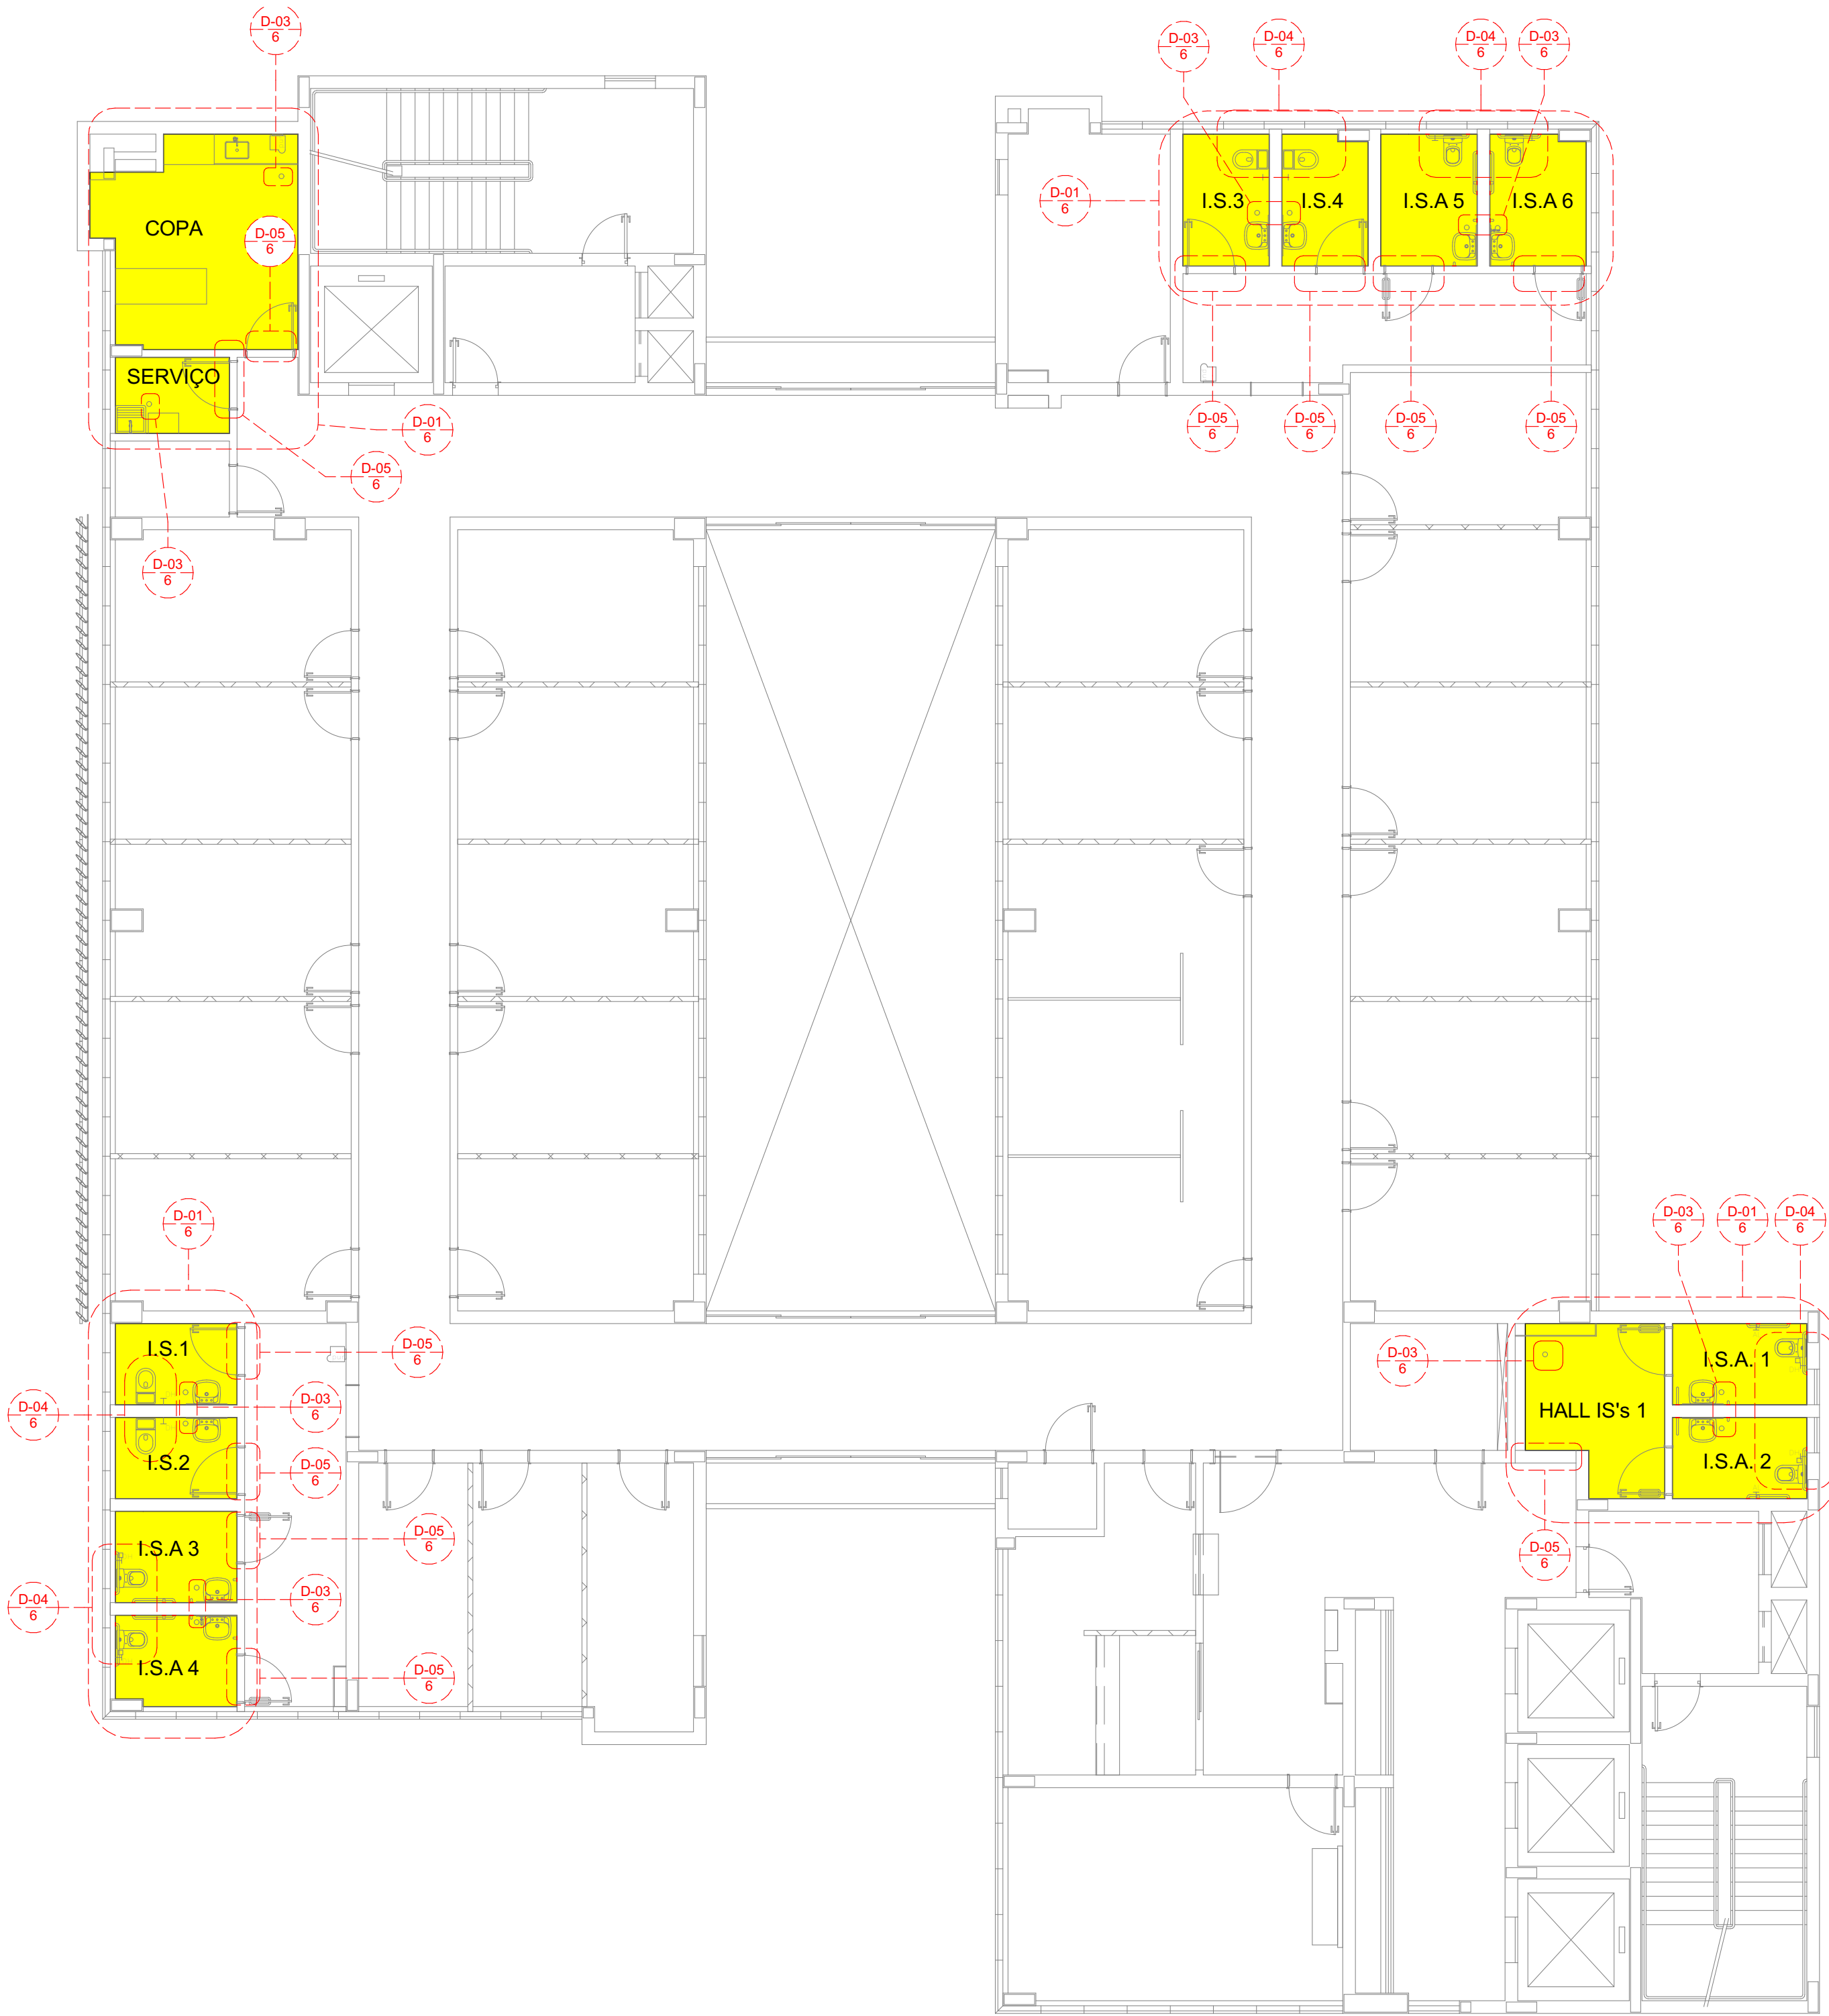 D-03
6
D-03
6
D-04
6
D-04
6
D-03
6
COPA
D-05
6
D-01
6
I.S.3
I.S.4
I.S.A 5
I.S.A 6
SERVIÇO
D-01
6
D-05
6
D-05
6
D-05
6
D-05
6
D-05
6
D-03
6
D-01
6
D-03
6
D-01
6
D-04
6
I.S.1
D-05
6
D-03
6
I.S.A. 1
D-04
6
D-03
6
HALL IS's 1
I.S.2
D-05
6
I.S.A. 2
I.S.A 3
D-05
6
D-05
6
D-04
6
D-03
6
I.S.A 4
D-05
6